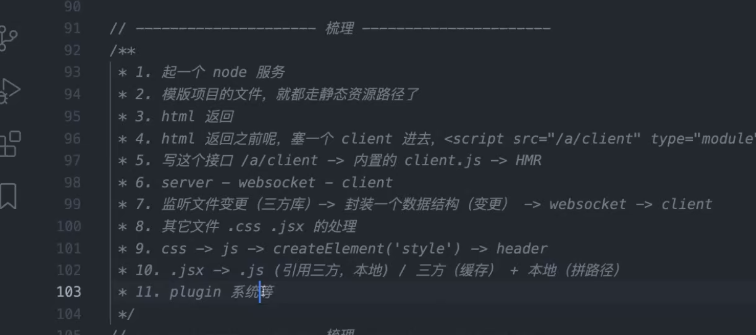 90
91 // --------------------- 梳理 ----------------------
92 /**
93 * 1. 起一个 node 服务
94 * 2. 模版项目的文件，就都走静态资源路径了
95 * 3. html 返回
96 * 4. html 返回之前呢，塞一个 client 进去，<script src="/a/client" type="module"
97 * 5. 写这个接口 /a/client -> 内置的 client.js -> HMR
98 * 6. server - websocket - client
99 * 7. 监听文件变更（三方库）-> 封装一个数据结构（变更） -> websocket -> client
100 * 8. 其它文件 .css .jsx 的处理
101 * 9. css -> js -> createElement('style') -> header
102 * 10. .jsx -> .js (引用三方，本地) / 三方（缓存） + 本地（拼路径）
103 * 11. plugin 系统等
104 */
105 // 梳理